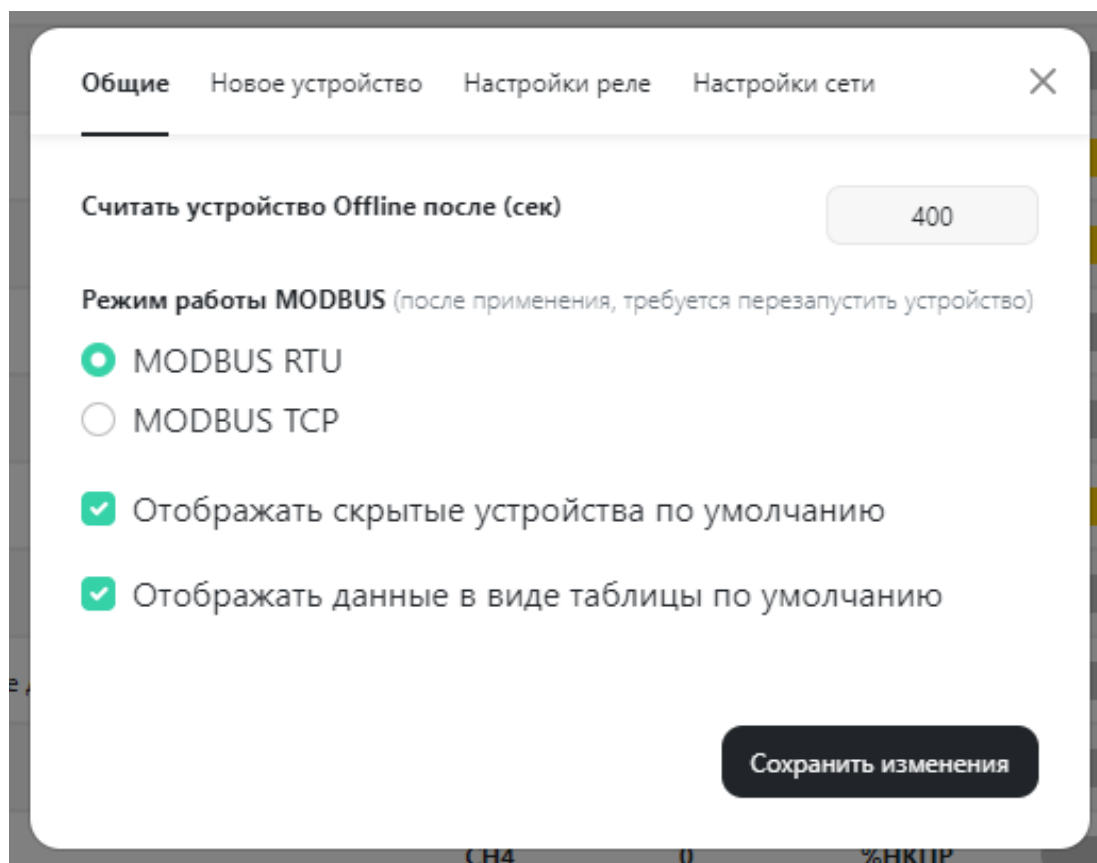 Общие Новое устройство Настройки реле Настройки сети
Считать устройство Offline после (сек) 400
Режим работы MODBUS (после применения, требуется перезапустить устройство)
MODBUS RTU
MODBUS TCP
Отображать скрытые устройства по умолчанию
Отображать данные в виде таблицы по умолчанию
е
Сохранить изменения
CH4 0 %НКПР